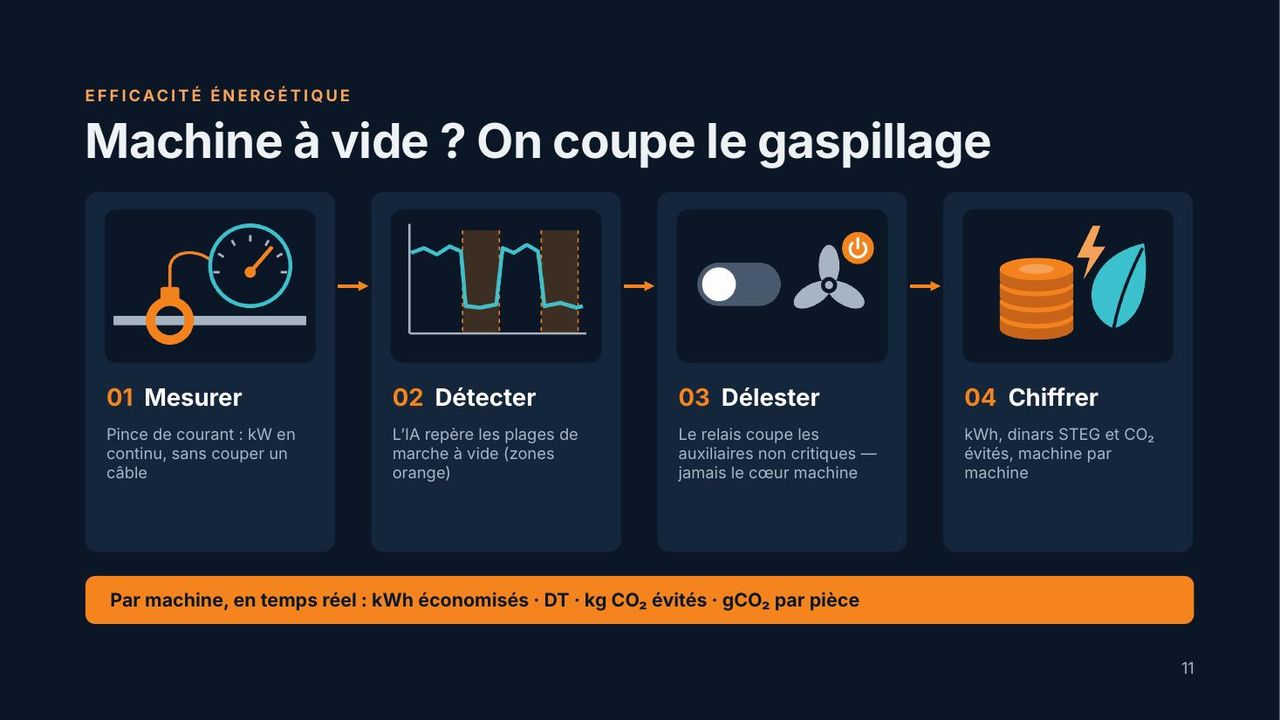 EFFICACITÉ ÉNERGÉTIQUE
Machine à vide ? On coupe le gaspillage
01 Mesurer
Pince de courant : kW en
continu, sans couper un
câble
02 Détecter
L’IA repère les plages de
marche à vide (zones
orange)
03 Délester
Le relais coupe les
auxiliaires non critiques —
jamais le cœur machine
04 Chiffrer
kWh, dinars STEG et CO₂
évités, machine par
machine
Par machine, en temps réel : kWh économisés · DT · kg CO₂ évités · gCO₂ par pièce
11